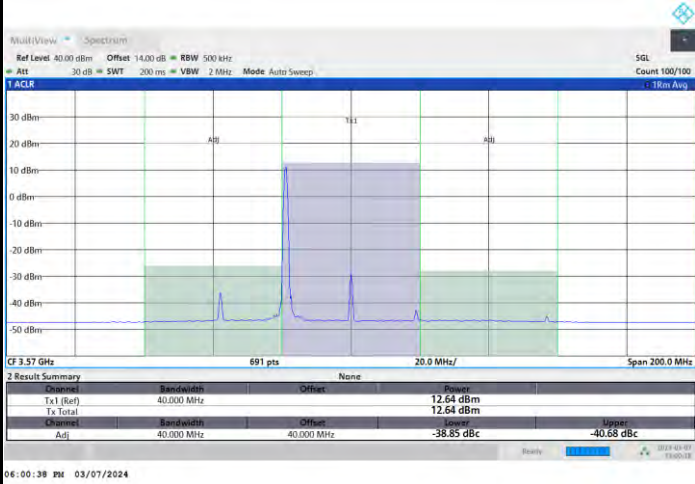 MultiView Spectrum
Ref Level 40.00 dBm Offset 14.00 dB RBW 500 kHz SGL
Att 30 dB SWT 200 ms VBW 2 MHz Mode Auto Sweep Count 100/100
1 ACLR 1Rm Avg
30 dBm
Tx1
20 dBm
Adj Adj
10 dBm
0 dBm
-10 dBm
-20 dBm
-30 dBm
-40 dBm
-50 dBm
CF 3.57 GHz 691 pts 20.0 MHz/ Span 200.0 MHz
2 Result Summary None
Channel Bandwidth Offset Power
Tx1 (Ref) 40.000 MHz 12.64 dBm
Tx Total 12.64 dBm
Channel Bandwidth Offset Lower Upper
Adj 40.000 MHz 40.000 MHz -38.85 dBc -40.68 dBc
Ready
06:00:38 PM 03/07/2024